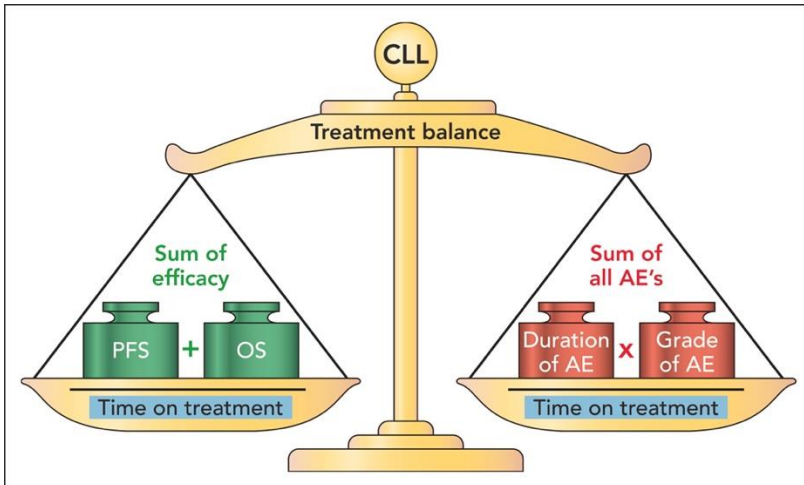 CLL
Treatment balance
Sum of
efficacy
PFS
+
OS
Time on treatment
Sum of
all AE's
Duration
of AE
x
Grade
of AE
Time on treatment